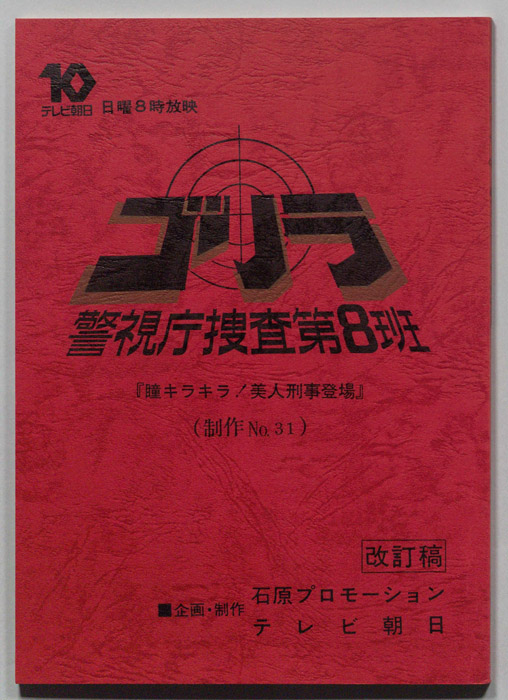 10
テレビ朝日 日曜8時放映
ゴリラ
警視庁捜査第8班
『瞳キラキラ!美人刑事登場』
(制作No.31)
改訂稿
■企画・制作 石原プロモーション
テレビ朝日